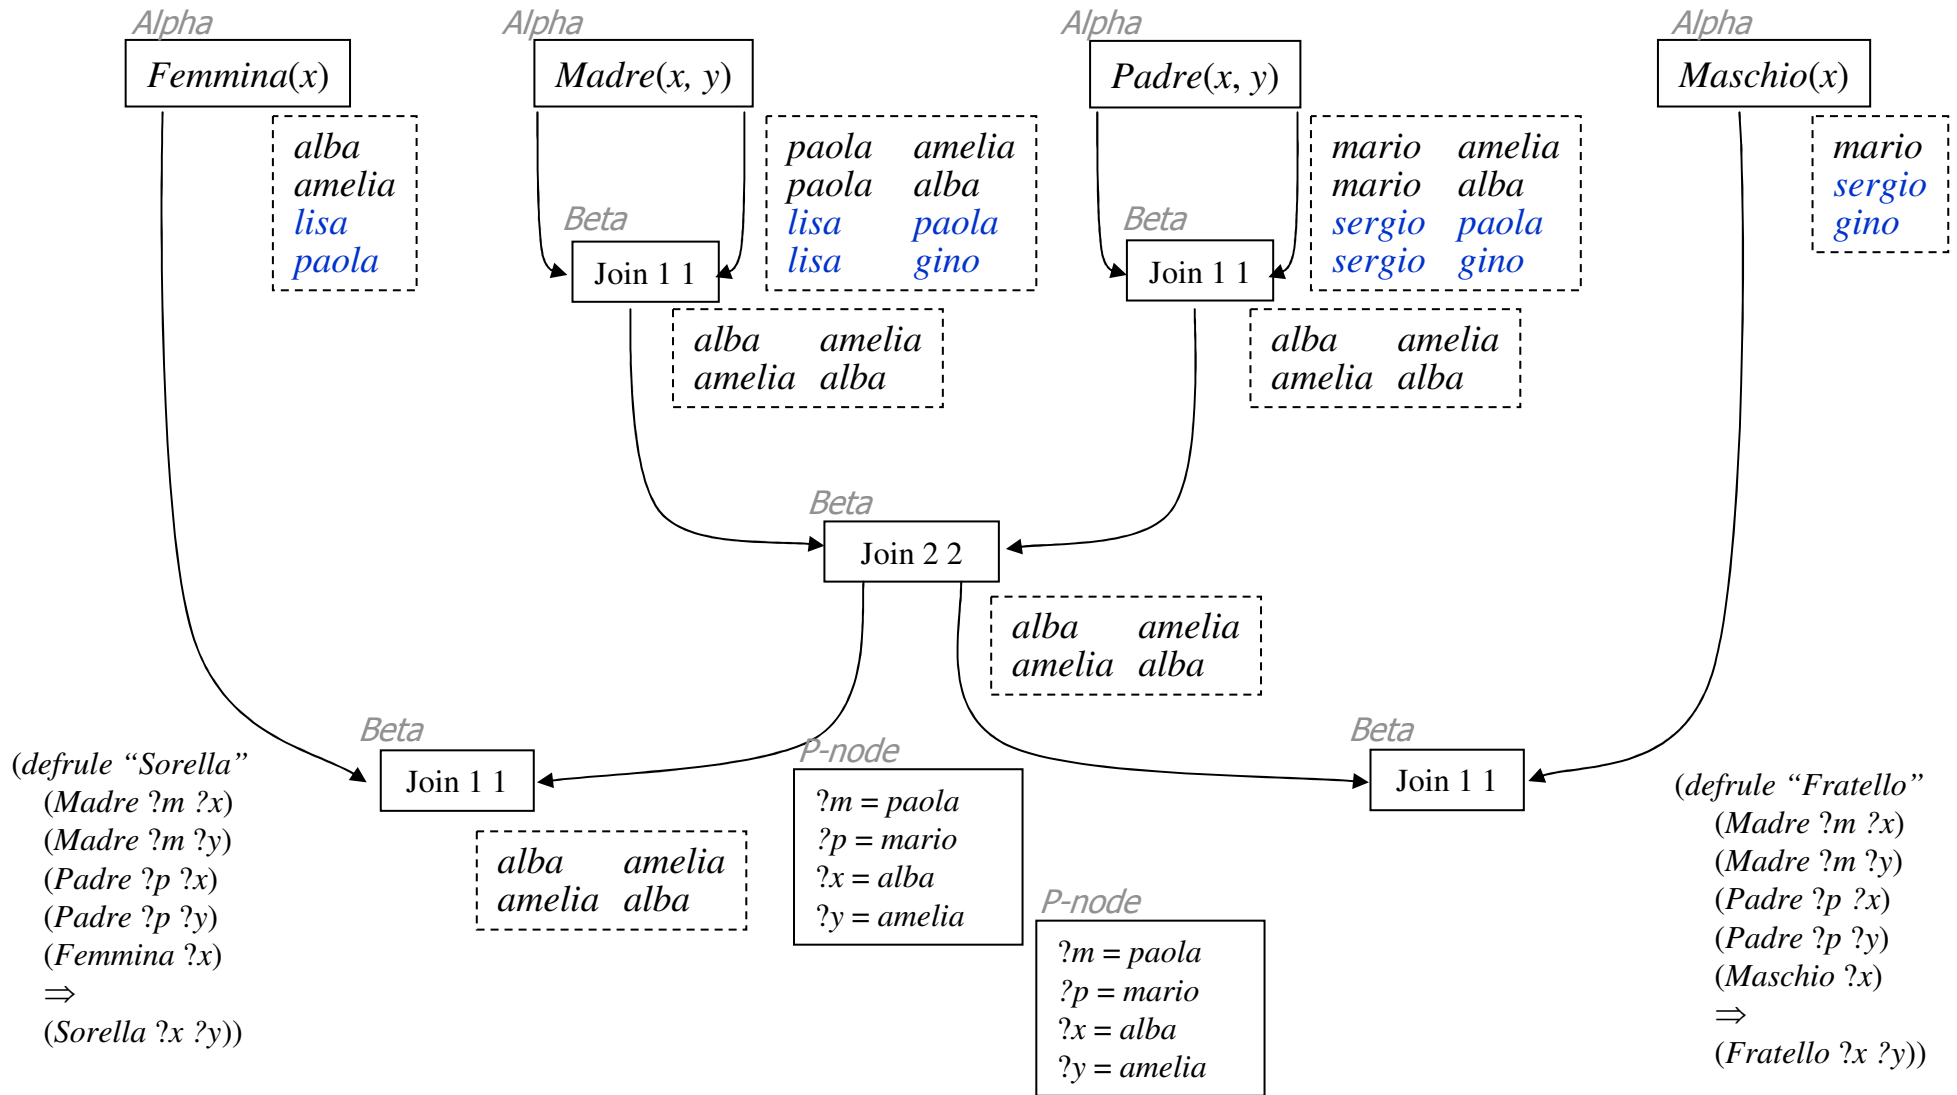 Alpha
Femmina(x)
alba
amelia
lisa
paola
Alpha
Madre(x, y)
paola amelia
paola alba
lisa paola
lisa gino
Alpha
Padre(x, y)
mario amelia
mario alba
sergio paola
sergio gino
Alpha
Maschio(x)
mario
sergio
gino
Beta
Join 1 1
alba amelia
amelia alba
Beta
Join 1 1
alba amelia
amelia alba
Beta
Join 2 2
alba amelia
amelia alba
(defrule “Sorella”
(Madre ?m ?x)
(Madre ?m ?y)
(Padre ?p ?x)
(Padre ?p ?y)
(Femmina ?x)
⇒
(Sorella ?x ?y))
Beta
Join 1 1
alba amelia
amelia alba
P-node
?m = paola
?p = mario
?x = alba
?y = amelia
P-node
?m = paola
?p = mario
?x = alba
?y = amelia
Beta
Join 1 1
(defrule “Fratello”
(Madre ?m ?x)
(Madre ?m ?y)
(Padre ?p ?x)
(Padre ?p ?y)
(Maschio ?x)
⇒
(Fratello ?x ?y))